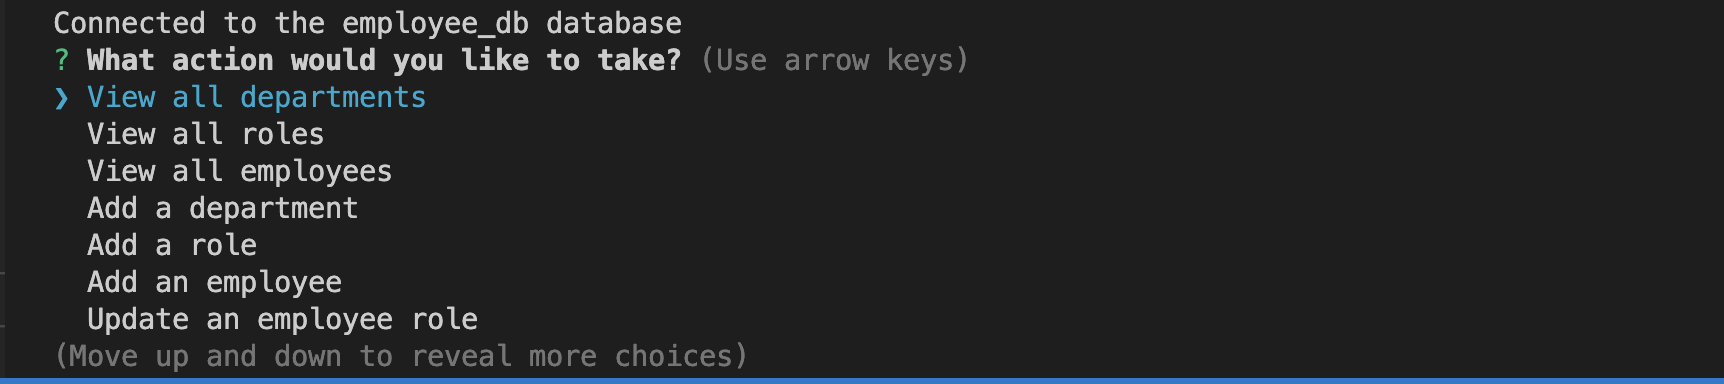 Connected to the employee_db database
? What action would you like to take? (Use arrow keys)
❯ View all departments
View all roles
View all employees
Add a department
Add a role
Add an employee
Update an employee role
(Move up and down to reveal more choices)